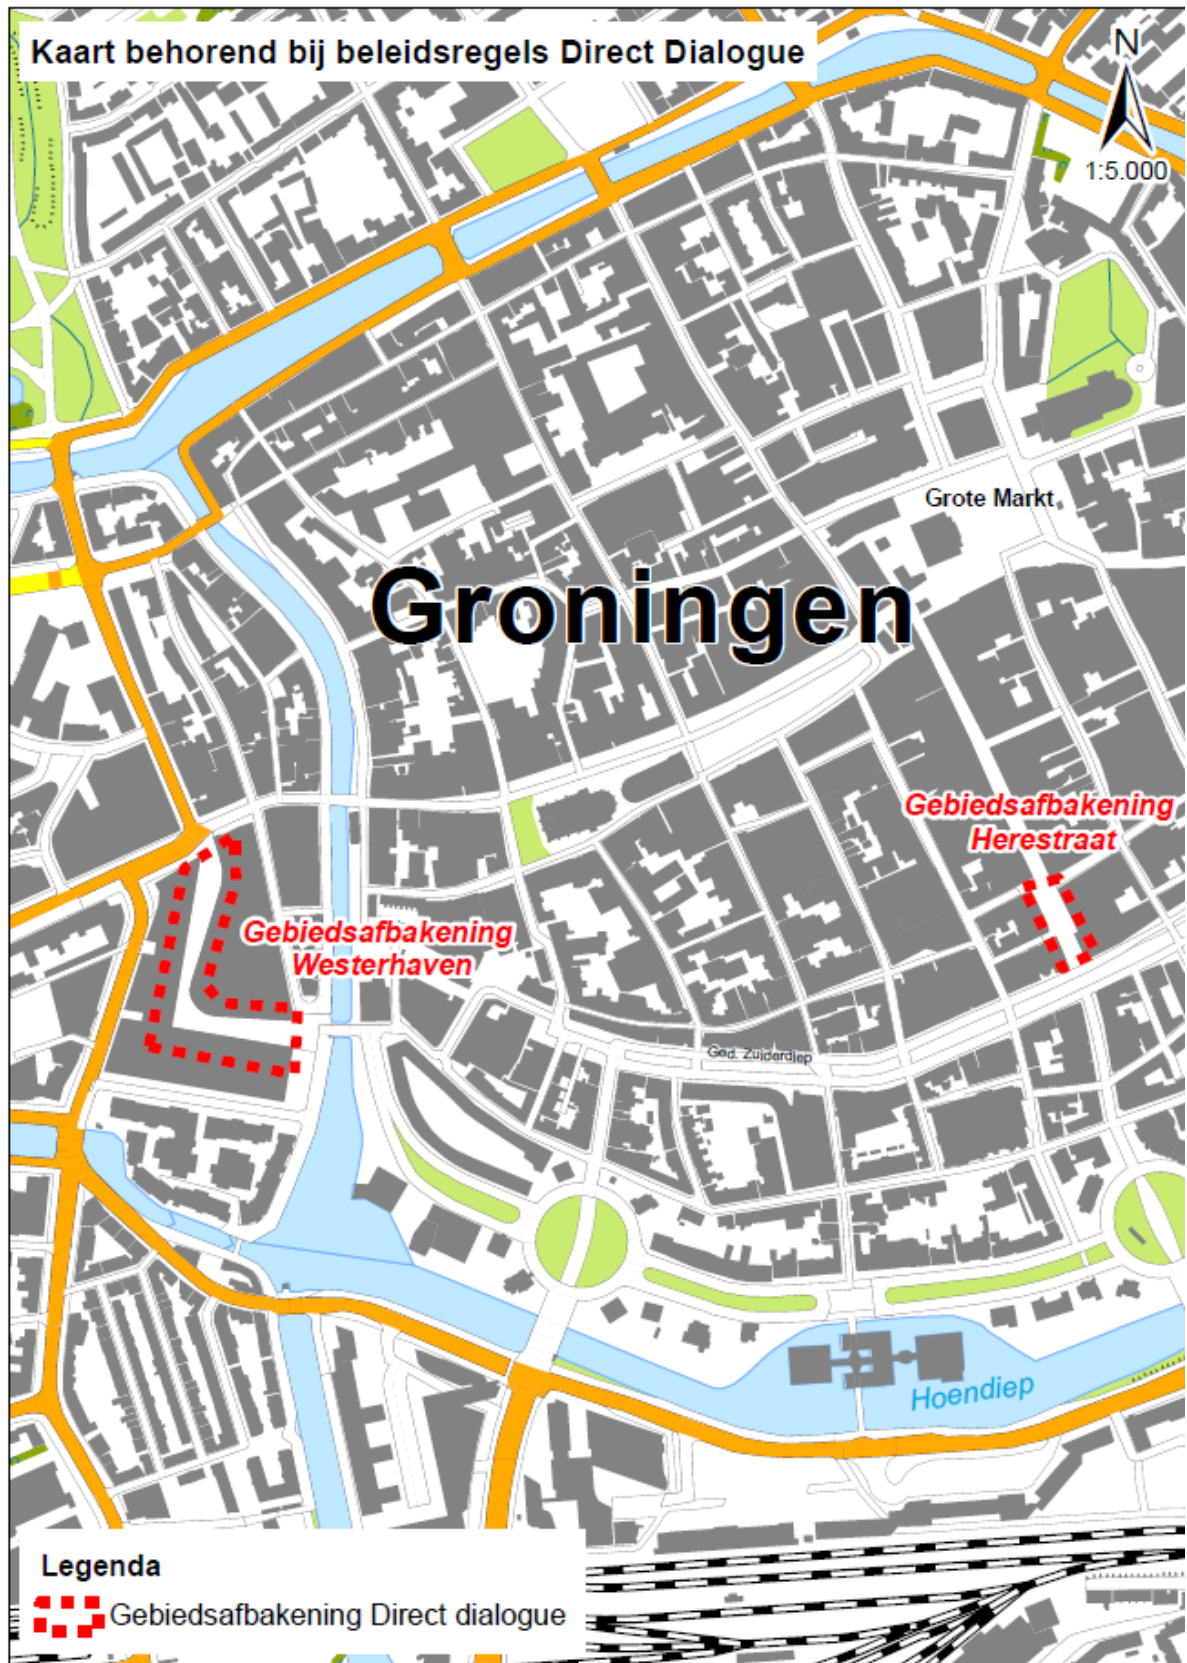 Kaart behorend bij beleidsregels Direct Dialogue
N
1:5.000
Grote Markt
Groningen
Gebiedsafbakening
Herestraat
Gebiedsafbakening
Westerhaven
Ged. Zuiderdiep
Hoendiep
Legenda
Gebiedsafbakening Direct dialogue